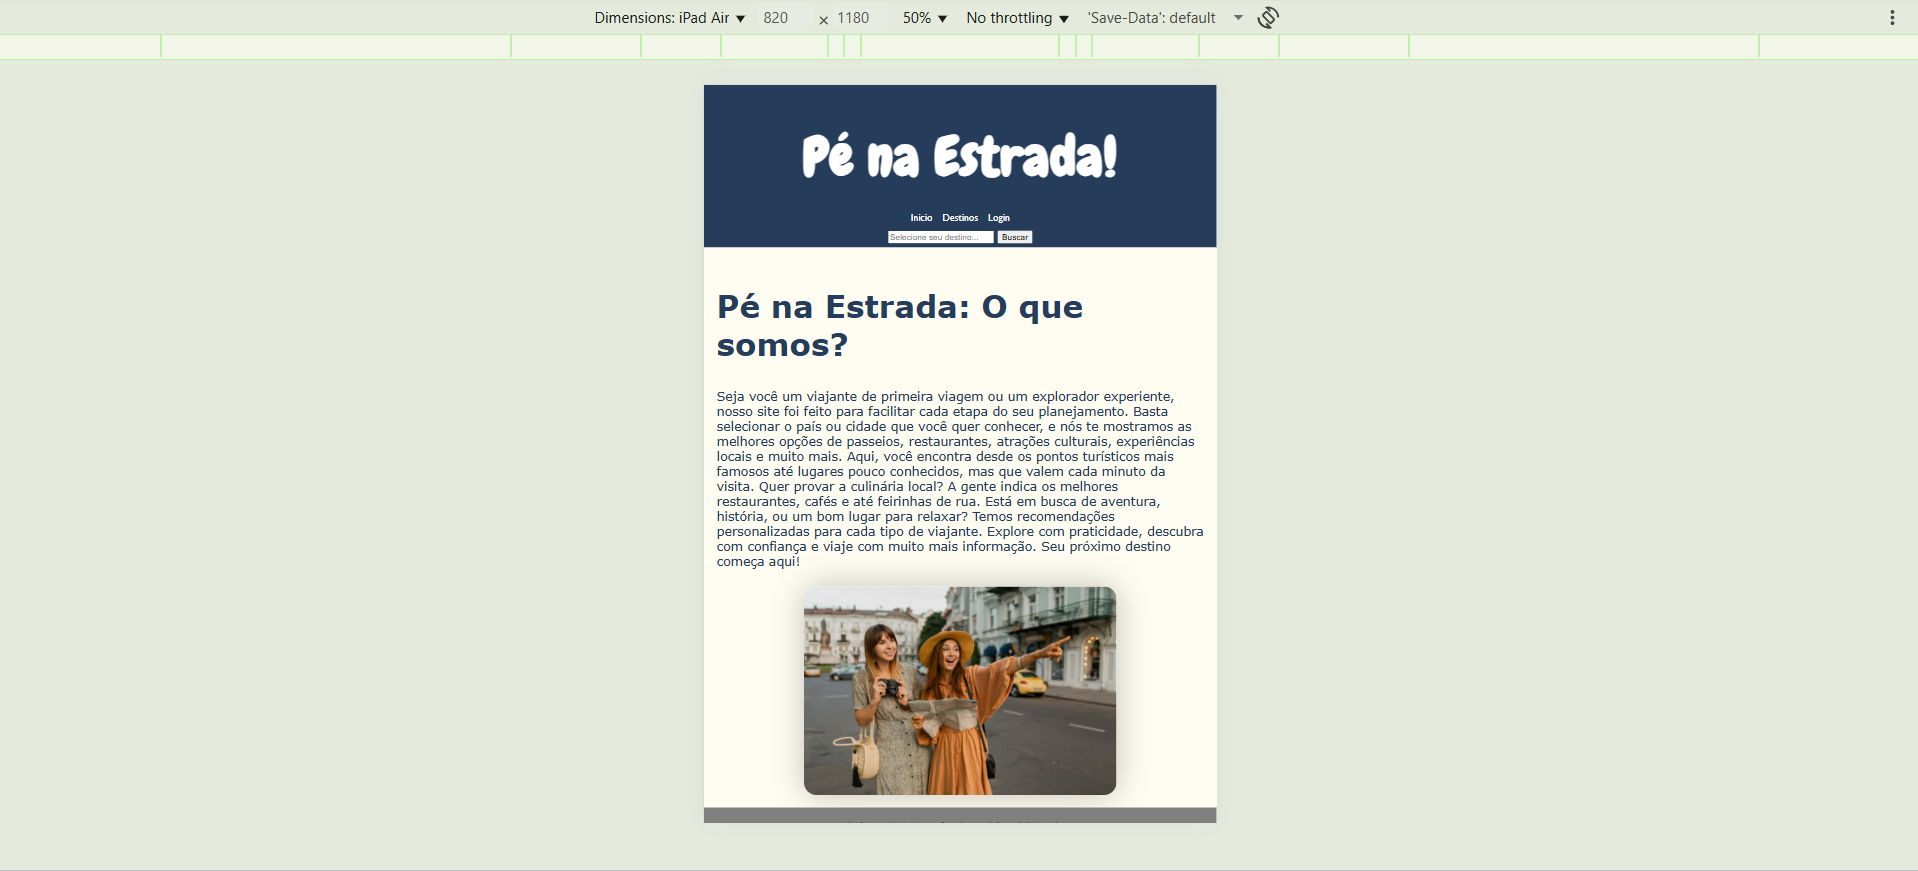 Dimensions: iPad Air 820 × 1180 50% No throttling 'Save-Data': default
Pé na Estrada!
Inicio Destinos Login
Selecione seu destino... Buscar
Pé na Estrada: O que
somos?
Seja você um viajante de primeira viagem ou um explorador experiente,
nosso site foi feito para facilitar cada etapa do seu planejamento. Basta
selecionar o país ou cidade que você quer conhecer, e nós te mostramos as
melhores opções de passeios, restaurantes, atrações culturais, experiências
locais e muito mais. Aqui, você encontra desde os pontos turísticos mais
famosos até lugares pouco conhecidos, mas que valem cada minuto da
visita. Quer provar a culinária local? A gente indica os melhores
restaurantes, cafés e até feirinhas de rua. Está em busca de aventura,
história, ou um bom lugar para relaxar? Temos recomendações
personalizadas para cada tipo de viajante. Explore com praticidade, descubra
com confiança e viaje com muito mais informação. Seu próximo destino
começa aqui!